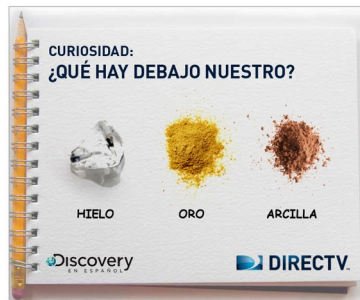 CURIOSIDAD:
¿QUÉ HAY DEBAJO NUESTRO?
HIELO
ORO
ARCILLA
Discovery
EN ESPAÑOL
DIRECTV